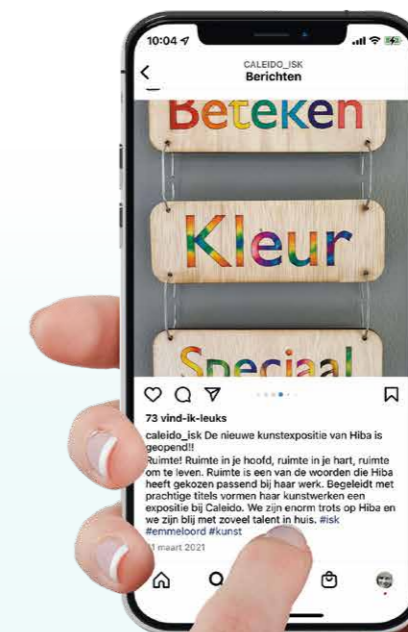 10:04
CALEIDO_ISK
Berichten
Beteken
Kleur
Speciaal
73 vind-ik-leuks
caleido_isk De nieuwe kunstexpositie van Hiba is
geopend!!
Ruimte! Ruimte in je hoofd, ruimte in je hart, ruimte
om te leven. Ruimte is een van de woorden die Hiba
heeft gekozen passend bij haar werk. Begeleidt met
prachtige titels vormen haar kunstwerken een
expositie bij Caleido. We zijn enorm trots op Hiba en
we zijn blij met zoveel talent in huis. #isk
#emmeloord #kunst
maart 2021